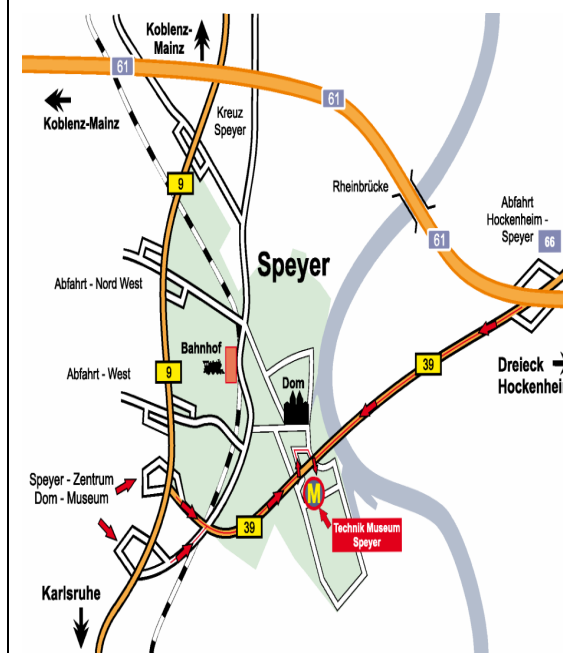 Koblenz-
Mainz
61
Koblenz-Mainz
Kreuz
Speyer
61
9
Rheinbrücke
Abfahrt
Hockenheim -
Speyer
66
61
Speyer
Abfahrt - Nord West
Bahnhof
39
Dreieck
Hockenheim
Abfahrt - West
9
Dom
Speyer - Zentrum
Dom - Museum
M
39
Technik Museum
Speyer
Karlsruhe